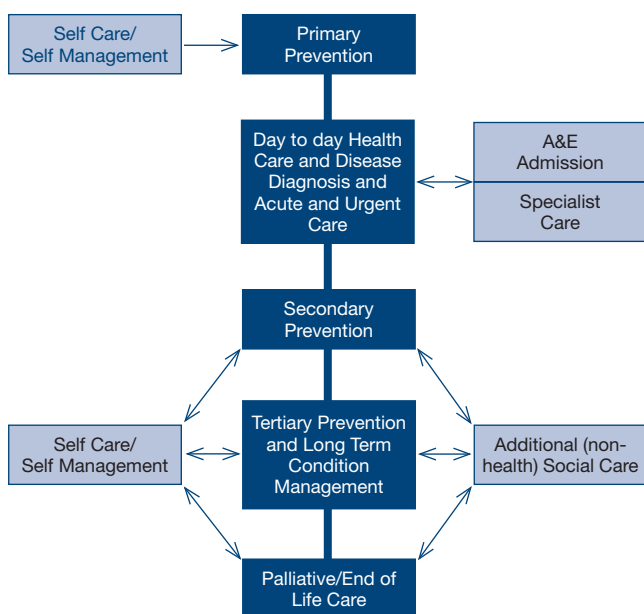 Self Care/
Self Management
Primary
Prevention
Day to day Health
Care and Disease
Diagnosis and
Acute and Urgent
Care
A&E
Admission
Specialist
Care
Secondary
Prevention
Self Care/
Self Management
Tertiary Prevention
and Long Term
Condition
Management
Additional (non-
health) Social Care
Palliative/End of
Life Care